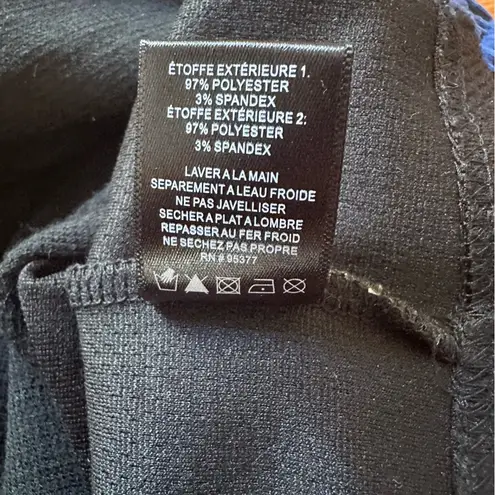 ÉTOFFE EXTÉRIEURE 1.
97% POLYESTER
3% SPANDEX
ÉTOFFE EXTÉRIEURE 2:
97% POLYESTER
3% SPANDEX
LAVER A LA MAIN
SEPAREMENT A LEAU FROIDE
NE PAS JAVELLISER
SECHER A PLAT A LOMBRE
REPASSER AU FER FROID
NE SECHEZ PAS PROPRE
RN # 95377